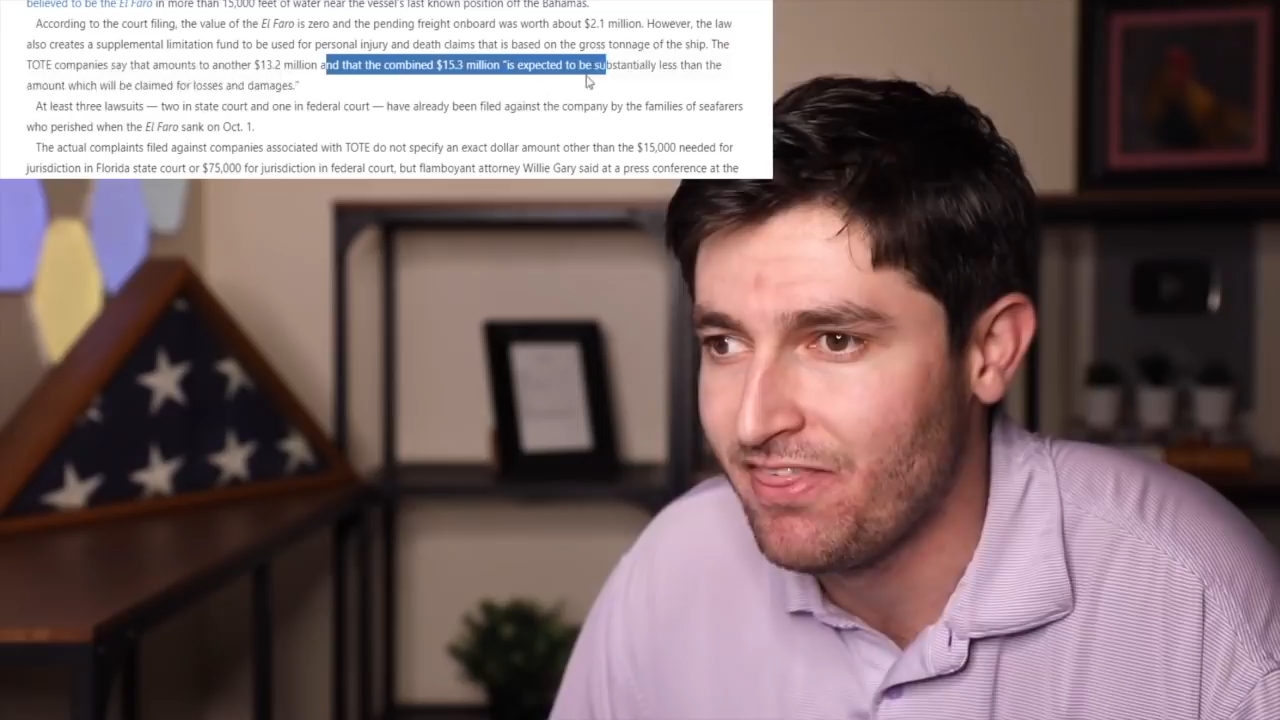 believed to be the El Faro in more than 15,000 feet of water near the vessel's last known position off the Bahamas.
According to the court filing, the value of the El Faro is zero and the pending freight onboard was worth about $2.1 million. However, the law
also creates a supplemental limitation fund to be used for personal injury and death claims that is based on the gross tonnage of the ship. The
TOTE companies say that amounts to another $13.2 million and that the combined $15.3 million "is expected to be substantially less than the
amount which will be claimed for losses and damages."
At least three lawsuits — two in state court and one in federal court — have already been filed against the company by the families of seafarers
who perished when the El Faro sank on Oct. 1.
The actual complaints filed against companies associated with TOTE do not specify an exact dollar amount other than the $15,000 needed for
jurisdiction in Florida state court or $75,000 for jurisdiction in federal court, but flamboyant attorney Willie Gary said at a press conference at the